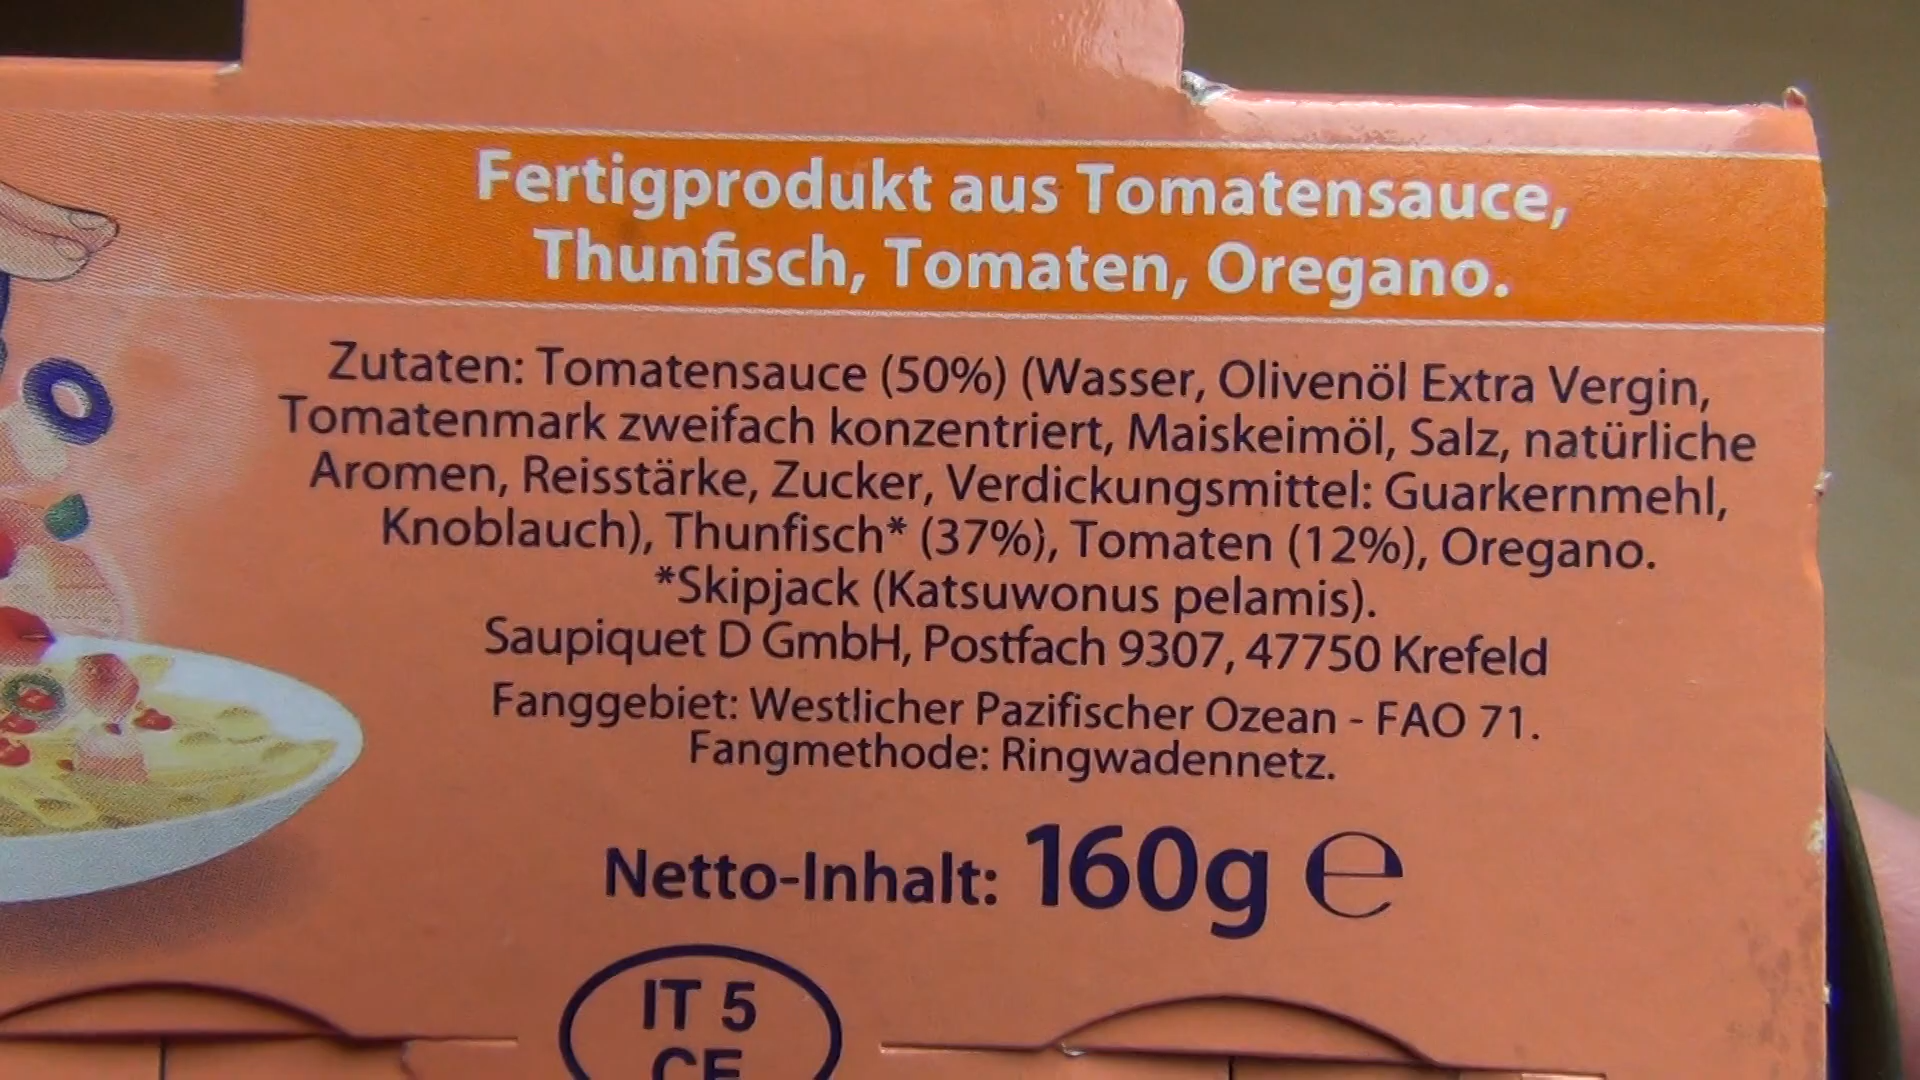 Fertigprodukt aus Tomatensauce,
Thunfisch, Tomaten, Oregano.
Zutaten: Tomatensauce (50%) (Wasser, Olivenöl Extra Vergin,
Tomatenmark zweifach konzentriert, Maiskeimöl, Salz, natürliche
Aromen, Reisstärke, Zucker, Verdickungsmittel: Guarkernmehl,
Knoblauch), Thunfisch* (37%), Tomaten (12%), Oregano.
*Skipjack (Katsuwonus pelamis).
Saupiquet D GmbH, Postfach 9307, 47750 Krefeld
Fanggebiet: Westlicher Pazifischer Ozean - FAO 71.
Fangmethode: Ringwadennetz.
Netto-Inhalt: 160g ℮
IT 5
CE